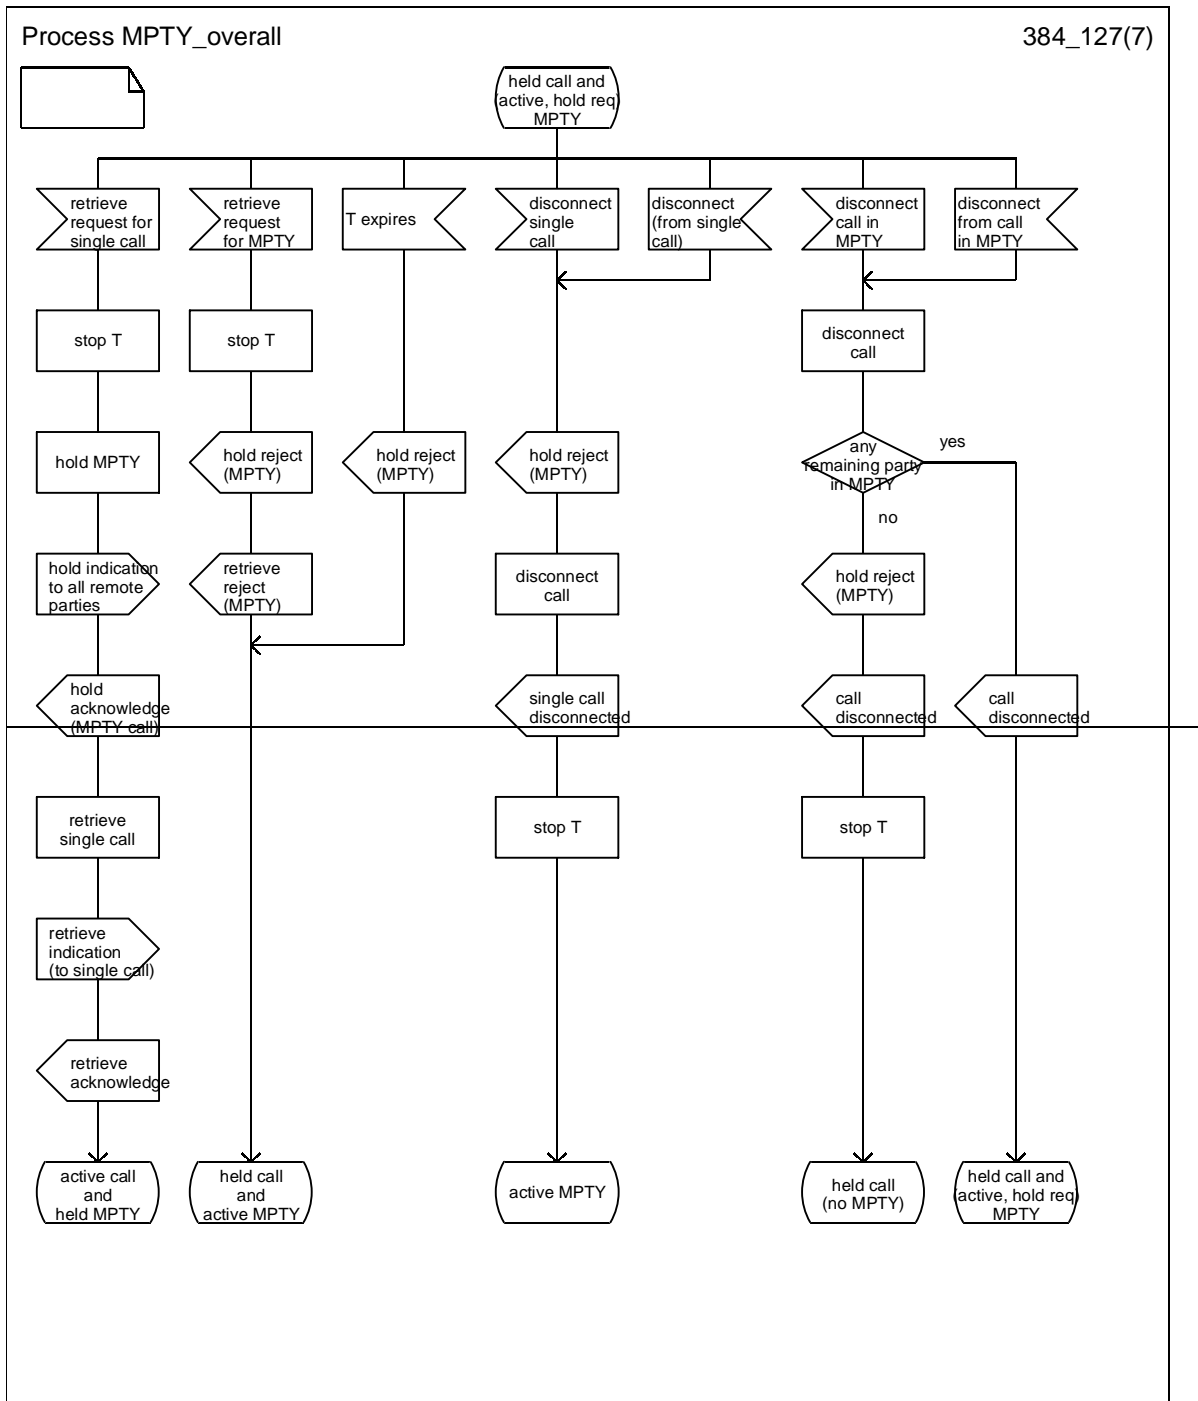 Process MPTY_overall
384_127(7)
held call and
(active, hold req)
MPTY
retrieve
request for
single call
retrieve
request
for MPTY
T expires
disconnect
single
call
disconnect
(from single
call)
disconnect
call in
MPTY
disconnect
from call
in MPTY
stop T
stop T
disconnect
call
hold MPTY
hold reject
(MPTY)
hold reject
(MPTY)
hold reject
(MPTY)
any
remaining party
in MPTY
yes
no
hold indication
to all remote
parties
retrieve
reject
(MPTY)
disconnect
call
hold reject
(MPTY)
hold
acknowledge
(MPTY call)
single call
disconnected
call
disconnected
call
disconnected
retrieve
single call
stop T
stop T
retrieve
indication
(to single call)
retrieve
acknowledge
active call
and
held MPTY
held call
and
active MPTY
active MPTY
held call
(no MPTY)
held call and
(active, hold req)
MPTY